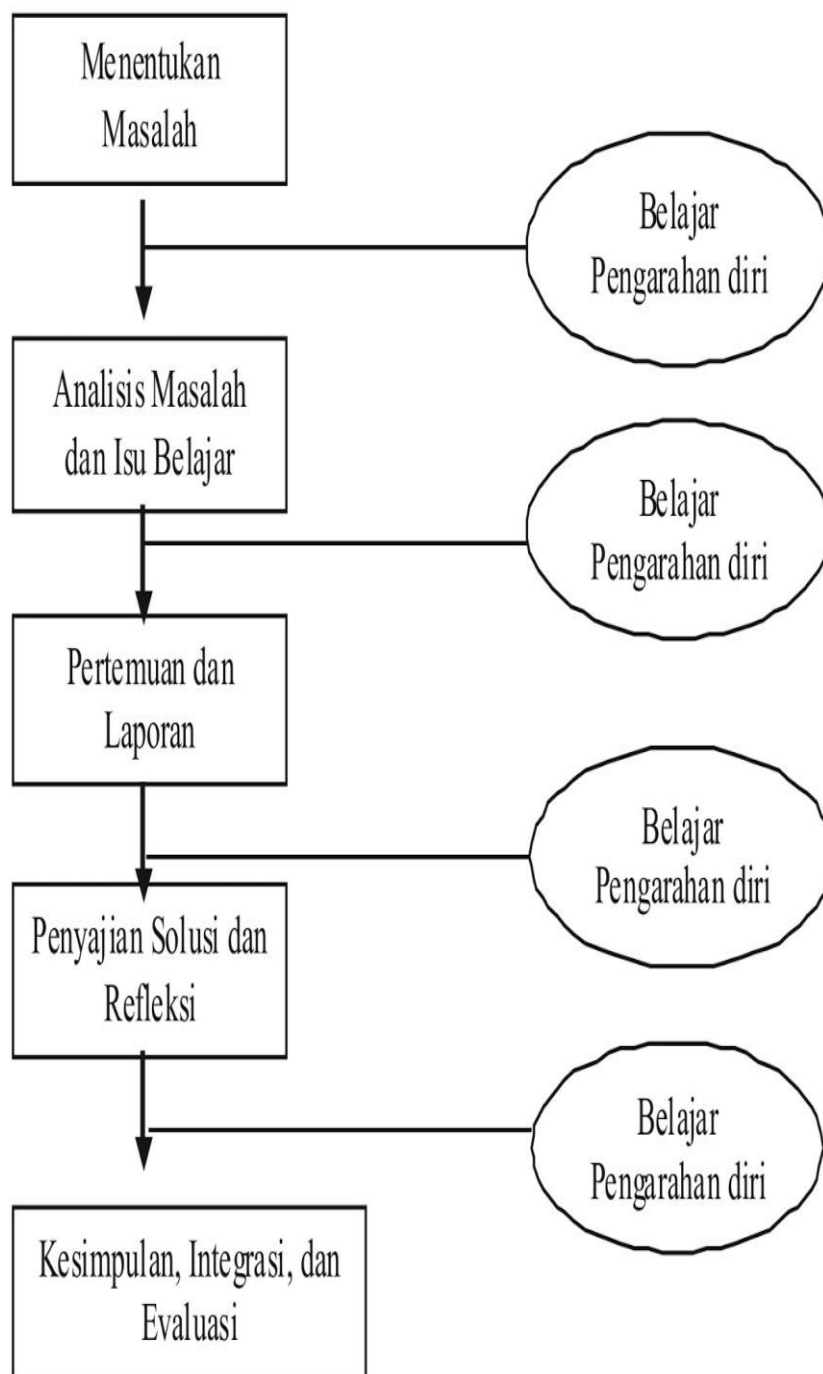 Menentukan
Masalah
Belajar
Pengarahan diri
Analisis Masalah
dan Isu Belajar
Belajar
Pengarahan diri
Pertemuan dan
Laporan
Belajar
Pengarahan diri
Penyajian Solusi dan
Refleksi
Belajar
Pengarahan diri
Kesimpulan, Integrasi, dan
Evaluasi